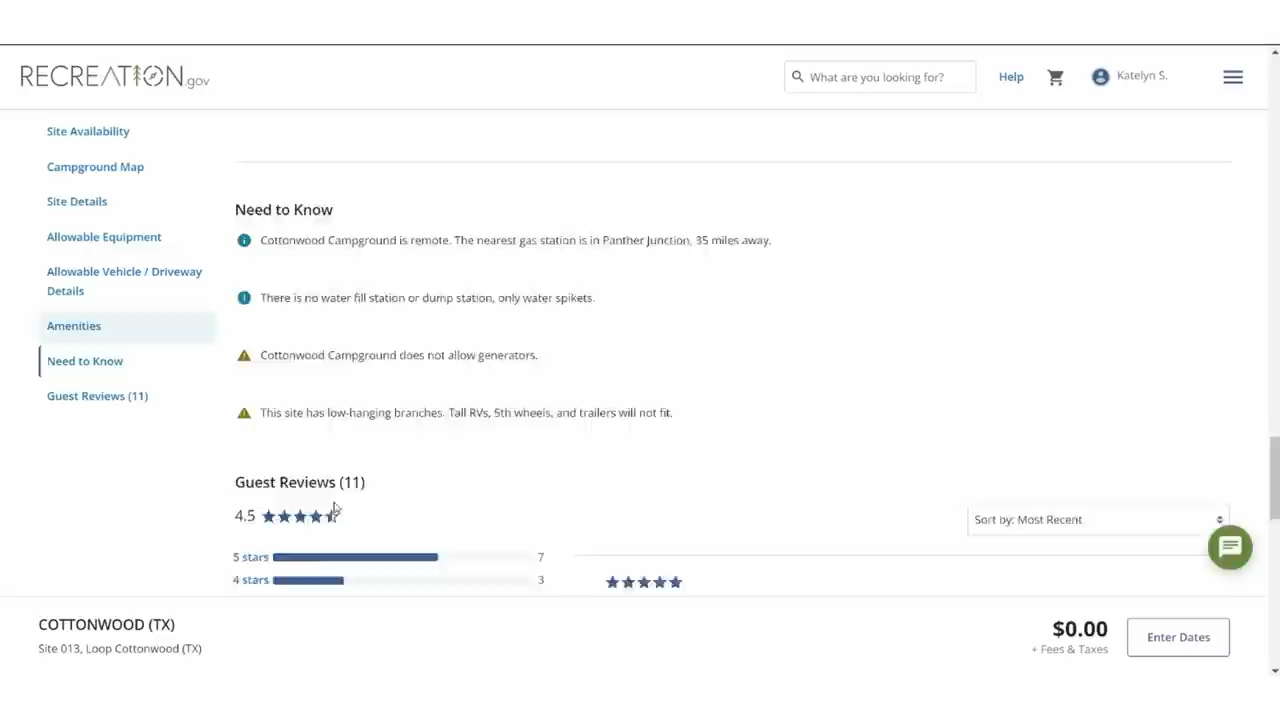 RECREATION.gov
What are you looking for?
Help
Katelyn S.
Site Availability
Campground Map
Site Details
Allowable Equipment
Allowable Vehicle / Driveway
Details
Amenities
Need to Know
Guest Reviews (11)
Need to Know
Cottonwood Campground is remote. The nearest gas station is in Panther Junction, 35 miles away.
There is no water fill station or dump station, only water spikets.
Cottonwood Campground does not allow generators.
This site has low-hanging branches. Tall RVs, 5th wheels, and trailers will not fit.
Guest Reviews (11)
4.5
Sort by: Most Recent
5 stars 7
4 stars 3
COTTONWOOD (TX)
Site 013, Loop Cottonwood (TX)
$0.00
+ Fees & Taxes
Enter Dates